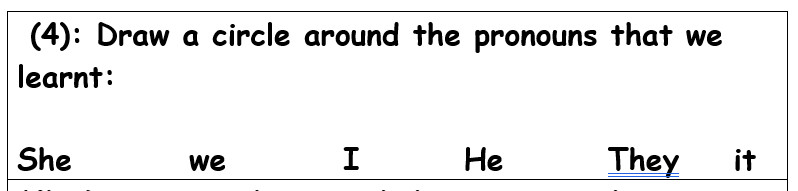 (4): Draw a circle around the pronouns that we
learnt:
She we I He They it